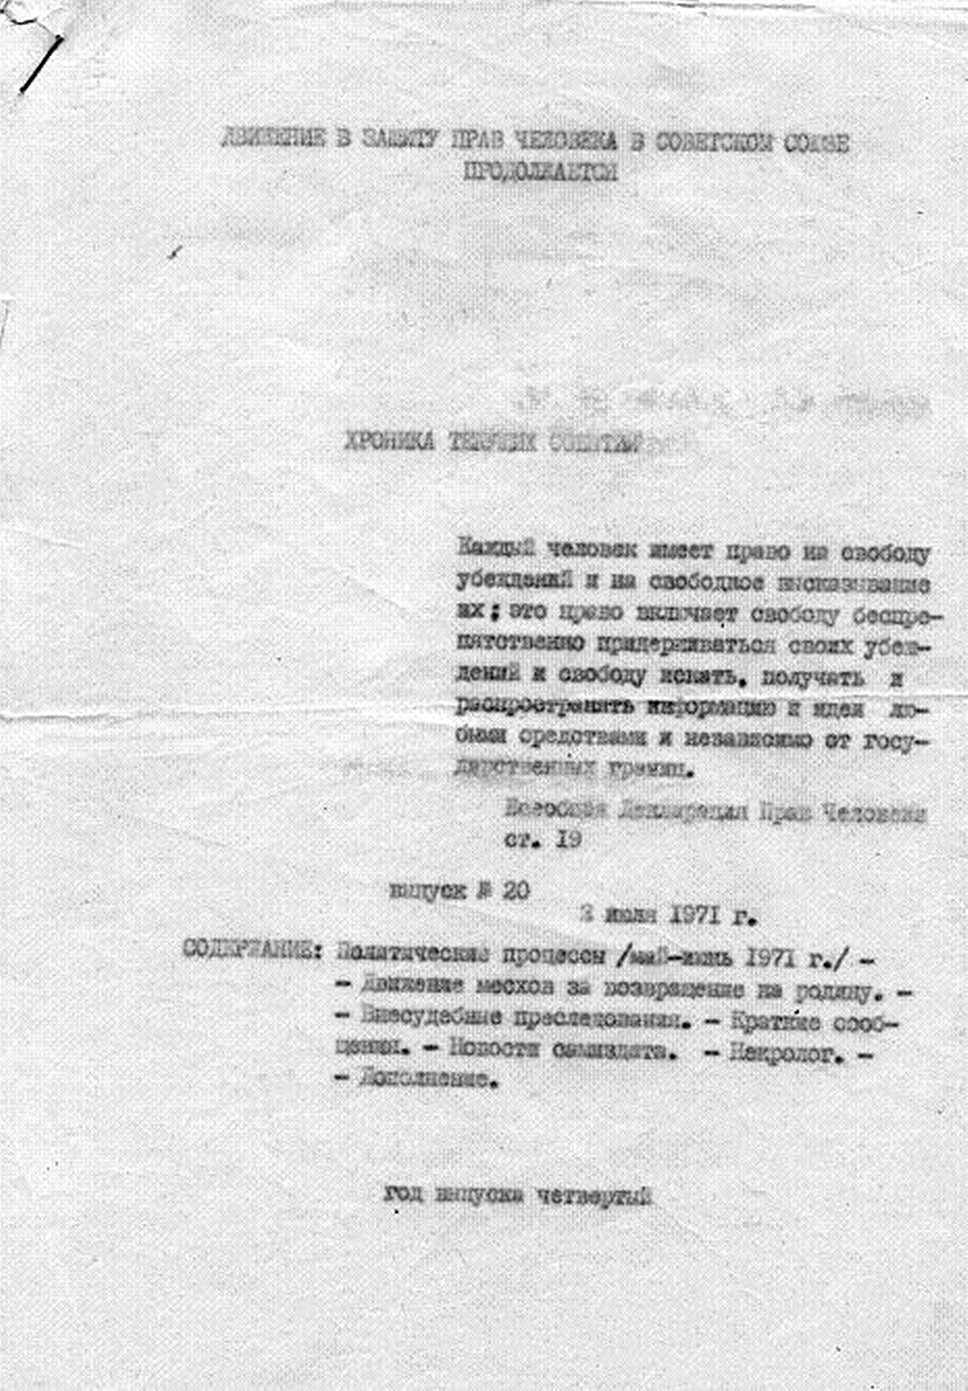 ДВИЖЕНИЕ В ЗАЩИТУ ПРАВ ЧЕЛОВЕКА В СОВЕТСКОМ СОЮЗЕ
ПРОДОЛЖАЕТСЯ
ХРОНИКА ТЕКУЩИХ СОБЫТИЙ
Каждый человек имеет право на свободу
убеждений и на свободное высказывание
их; это право включает свободу беспре-
пятственно придерживаться своих убеж-
дений и свободу искать, получать и
распространять информацию и идеи лю-
быми средствами и независимо от госу-
дарственных границ.
Всеобщая Декларация Прав Человека
ст. 19
выпуск № 20
2 июля 1971 г.
СОДЕРЖАНИЕ: Политические процессы /май-июнь 1971 г./ -
- Движение месхов за возвращение на родину. -
- Внесудебные преследования. - Краткие сооб-
щения. - Новости самиздата. - Некролог. -
- Дополнение.
год выпуска четвертый